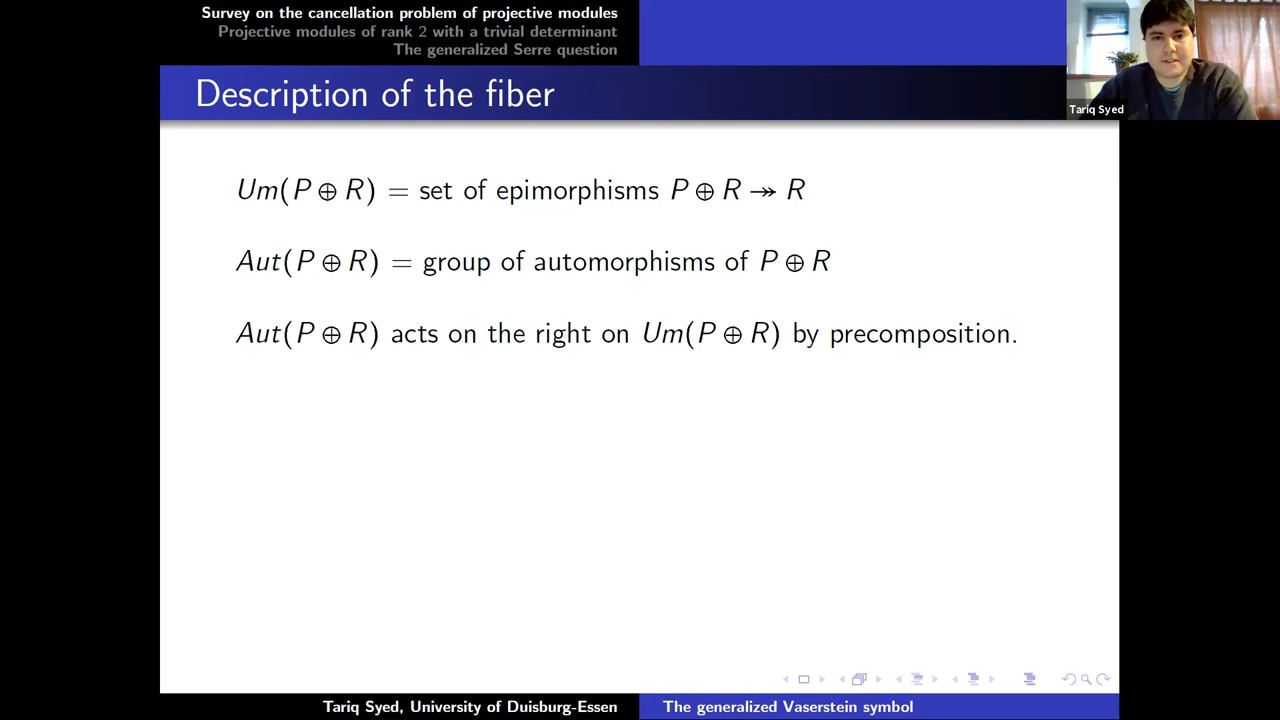 Survey on the cancellation problem of projective modules
Projective modules of rank 2 with a trivial determinant
The generalized Serre question
Description of the fiber
Tariq Syed
Um(P ⊕ R) = set of epimorphisms P ⊕ R ↠ R
Aut(P ⊕ R) = group of automorphisms of P ⊕ R
Aut(P ⊕ R) acts on the right on Um(P ⊕ R) by precomposition.
Tariq Syed, University of Duisburg-Essen
The generalized Vaserstein symbol